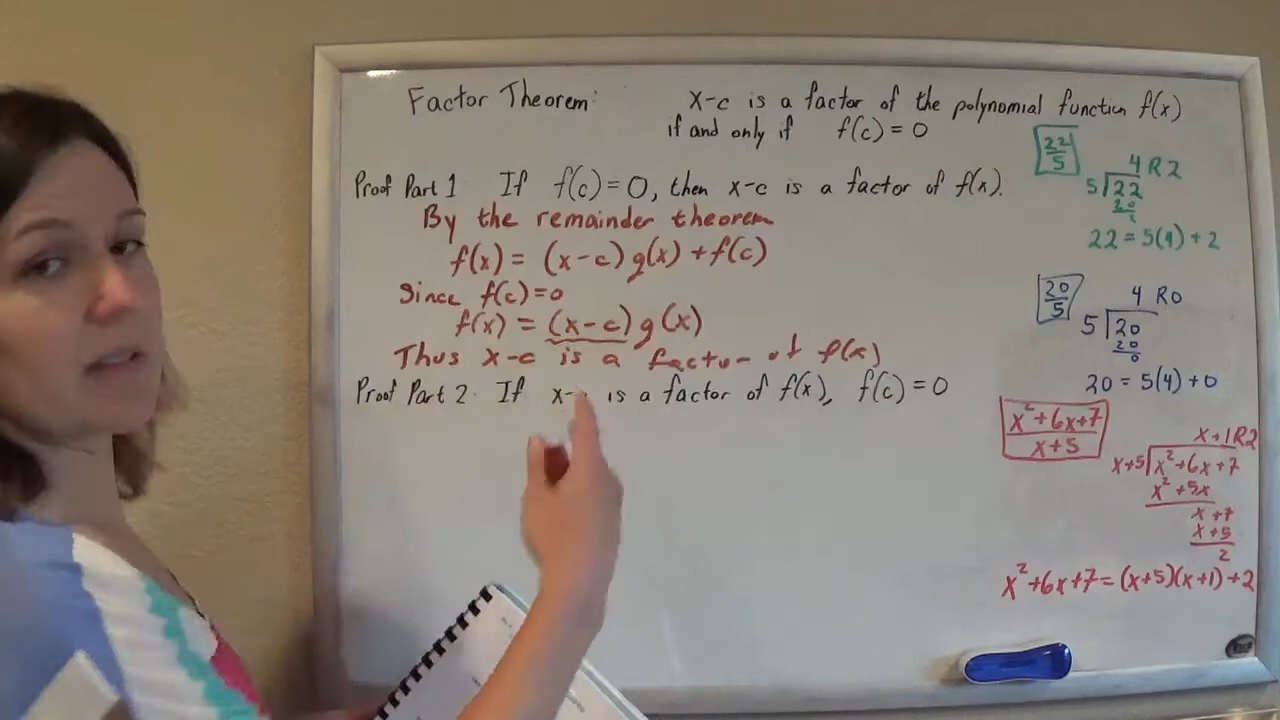 Factor Theorem: x-c is a factor of the polynomial function f(x)
if and only if f(c) = 0
Proof Part 1 If f(c) = 0, then x-c is a factor of f(x).
By the remainder theorem
f(x) = (x-c) g(x) + f(c)
Since f(c)=0
f(x) = (x-c) g(x)
Thus x-c is a factor of f(x)
Proof Part 2. If x- is a factor of f(x), f(c) = 0
22
5
4 R2
5 22
20
2
22 = 5(4) + 2
20
5
4 R0
5 20
20
0
20 = 5(4) + 0
x²+6x+7
x+5
x+1 R2
x+5 x²+6x+7
x²+5x
x+7
x+5
2
x²+6x+7 = (x+5)(x+1)+2